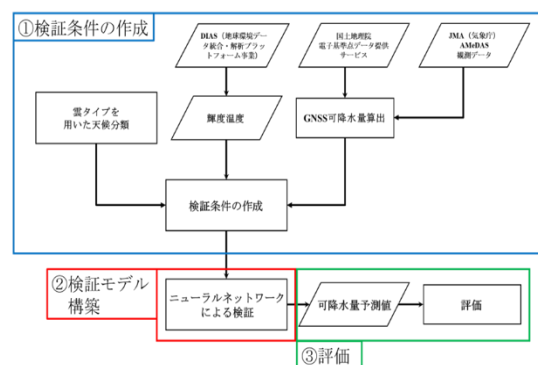 ①検証条件の作成
DIAS（地球環境デー
タ統合・解析プラッ
トフォーム事業）
国土地理院
電子基準点データ提供
サービス
JMA（気象庁）
AMeDAS
観測データ
雲タイプを
用いた天候分類
輝度温度
GNSS可降水量算出
検証条件の作成
②検証モデル
構築
ニューラルネットワーク
による検証
可降水量予測値
評価
③評価